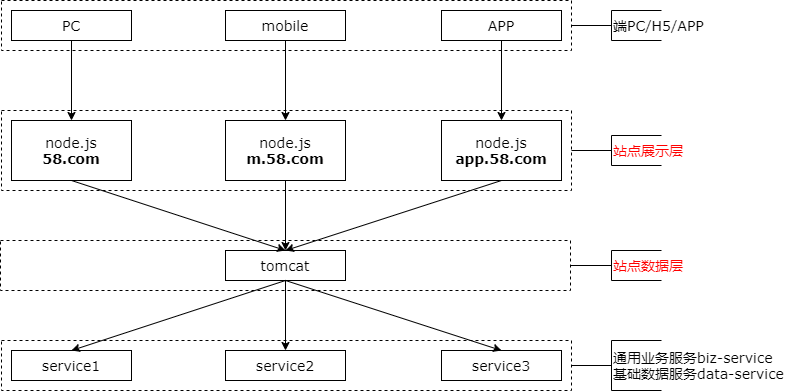 PC
mobile
APP
端PC/H5/APP
node.js
58.com
node.js
m.58.com
node.js
app.58.com
站点展示层
tomcat
站点数据层
service1
service2
service3
通用业务服务biz-service
基础数据服务data-service